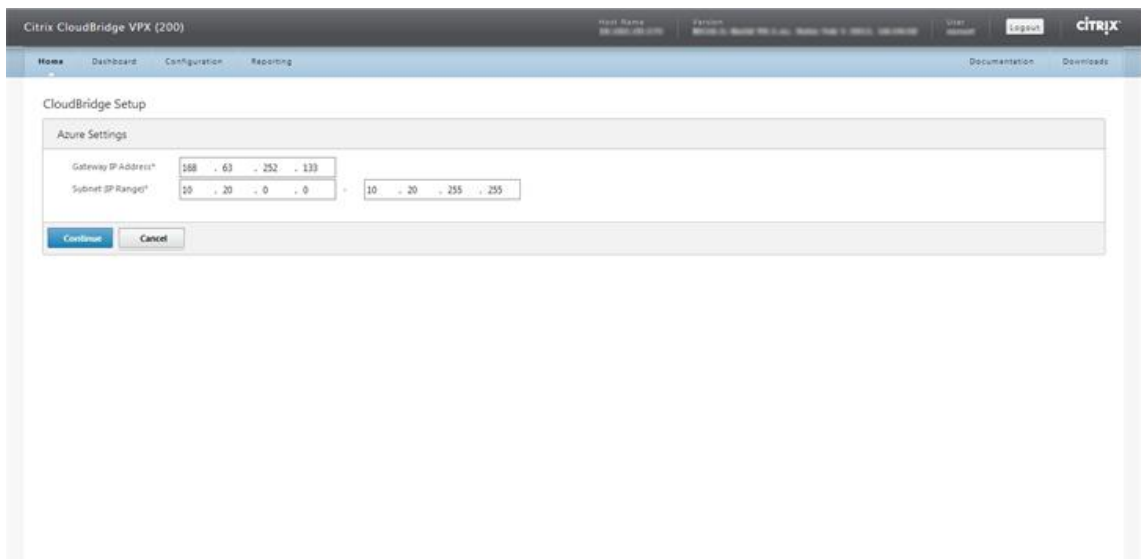 Citrix CloudBridge VPX (200)
Host Name
Version
User
Logout
CITRIX
Home Dashboard Configuration Reporting Documentation Downloads
CloudBridge Setup
Azure Settings
Gateway IP Address* 168 . 63 . 252 . 133
Subnet (IP Range)* 10 . 20 . 0 . 0 - 10 . 20 . 255 . 255
Continue Cancel